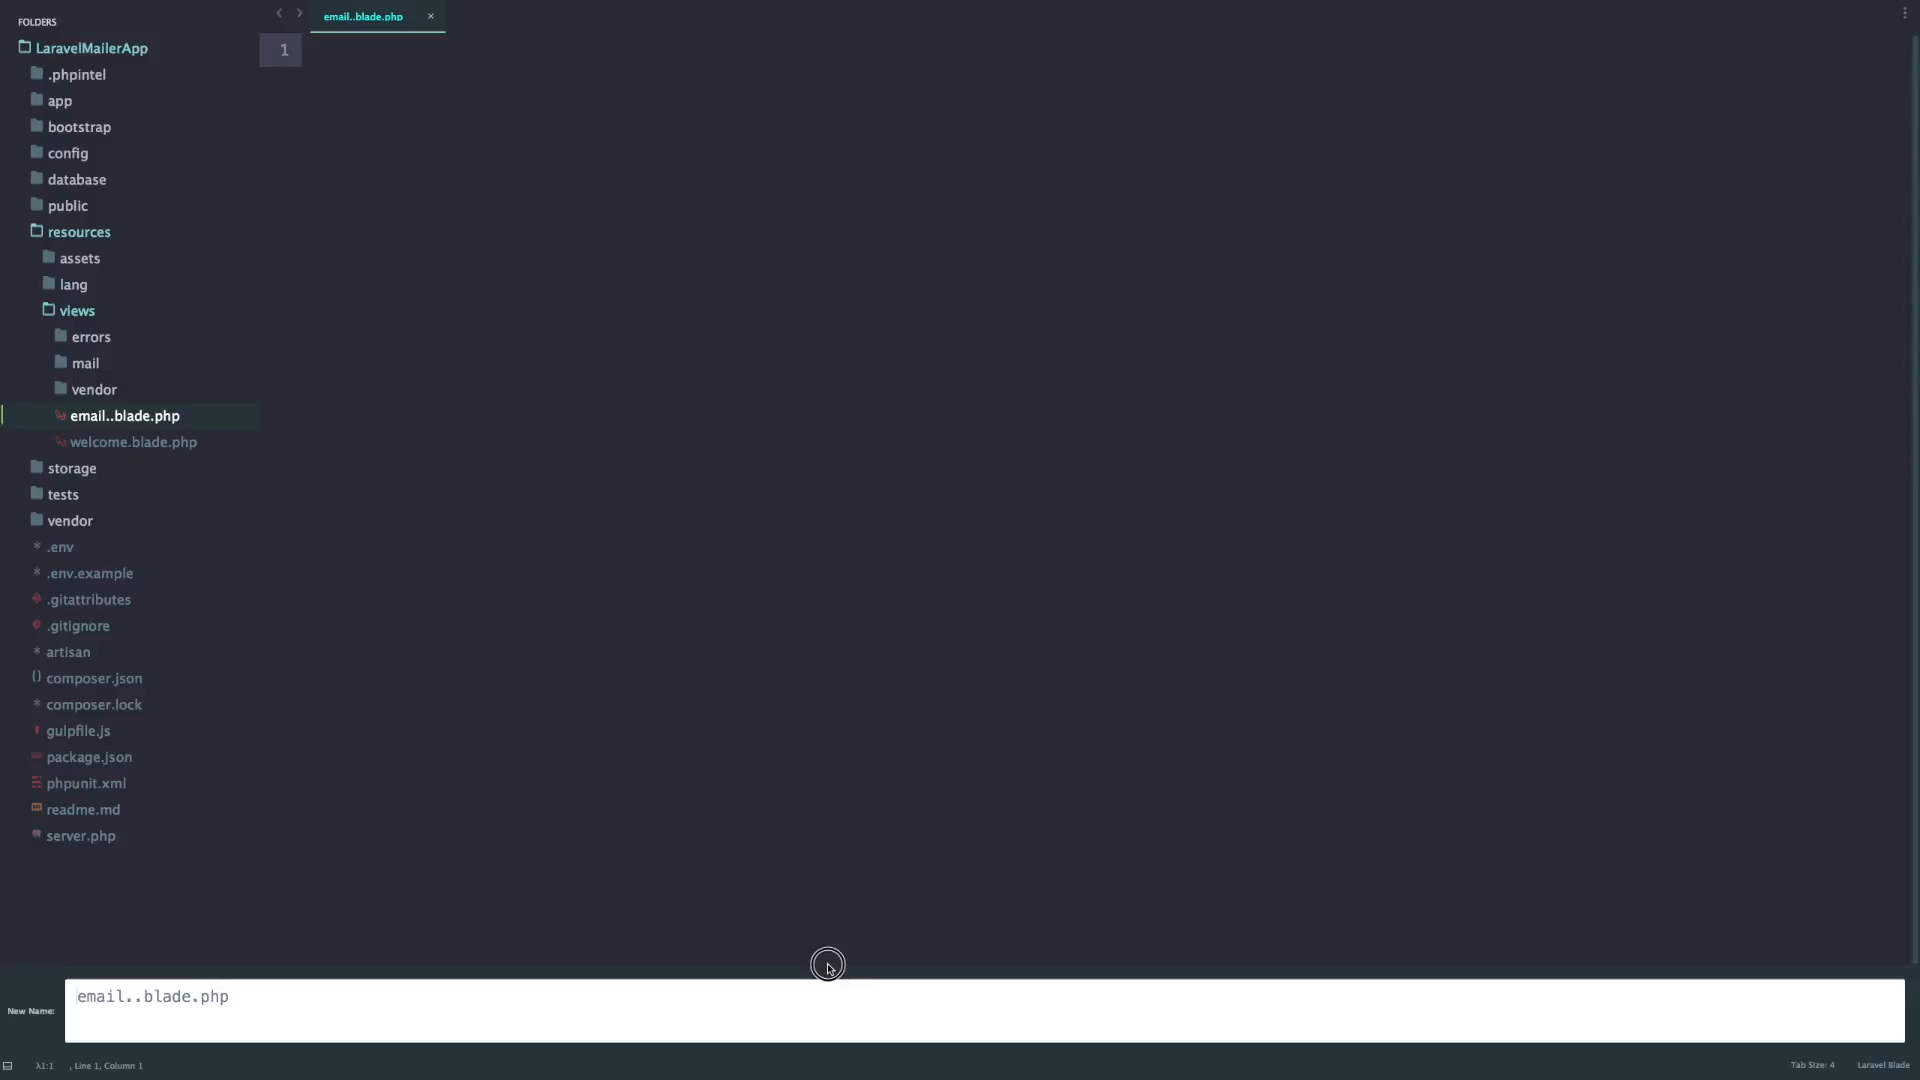 FOLDERS
LaravelMailerApp
.phpintel
app
bootstrap
config
database
public
resources
assets
lang
views
errors
mail
vendor
email..blade.php
welcome.blade.php
storage
tests
vendor
* .env
* .env.example
.gitattributes
.gitignore
* artisan
{} composer.json
* composer.lock
gulpfile.js
package.json
phpunit.xml
readme.md
server.php
email..blade.php ×
1
New Name: email..blade.php
λ1:1 , Line 1, Column 1
Tab Size: 4 Laravel Blade